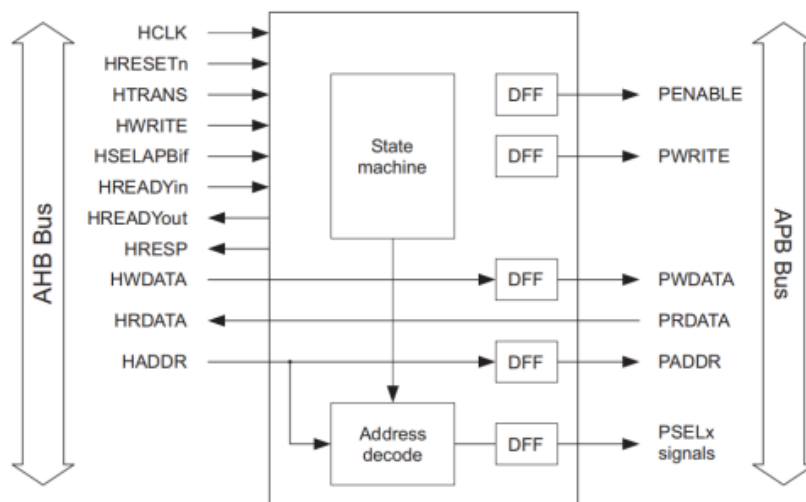 HCLK
HRESETn
HTRANS
HWRITE
HSELAPBif
HREADYin
HREADYout
HRESP
HWDATA
HRDATA
HADDR
AHB Bus
State
machine
Address
decode
DFF
DFF
DFF
DFF
DFF
PENABLE
PWRITE
PWDATA
PRDATA
PADDR
PSELx
signals
APB Bus